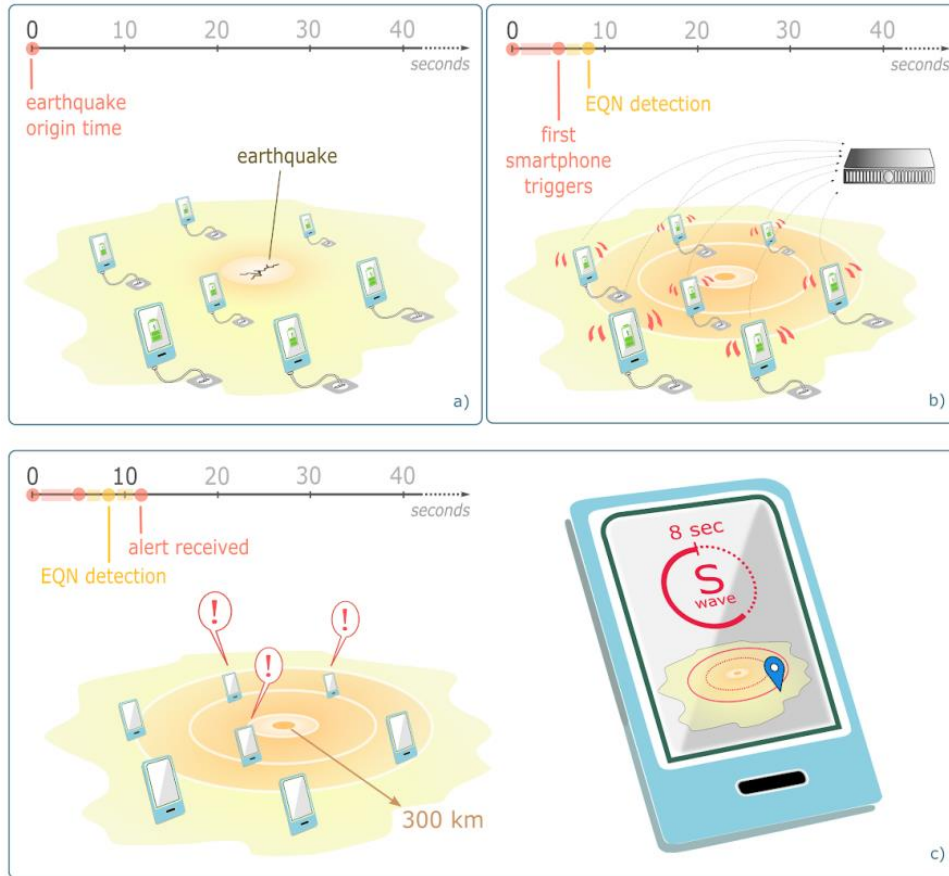 0 10 20 30 40
seconds
earthquake
origin time
earthquake
a)
0 10 20 30 40
seconds
EQN detection
first
smartphone
triggers
b)
0 10 20 30 40
seconds
alert received
EQN detection
!
!
!
300 km
8 sec
S
wave
c)